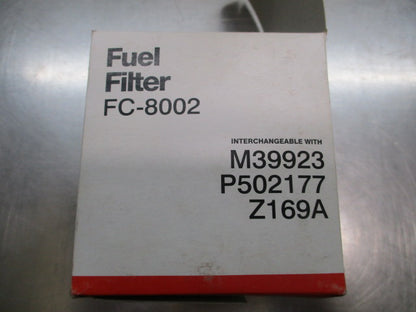 Fuel
Filter
FC-8002
INTERCHANGEABLE WITH
M39923
P502177
Z169A